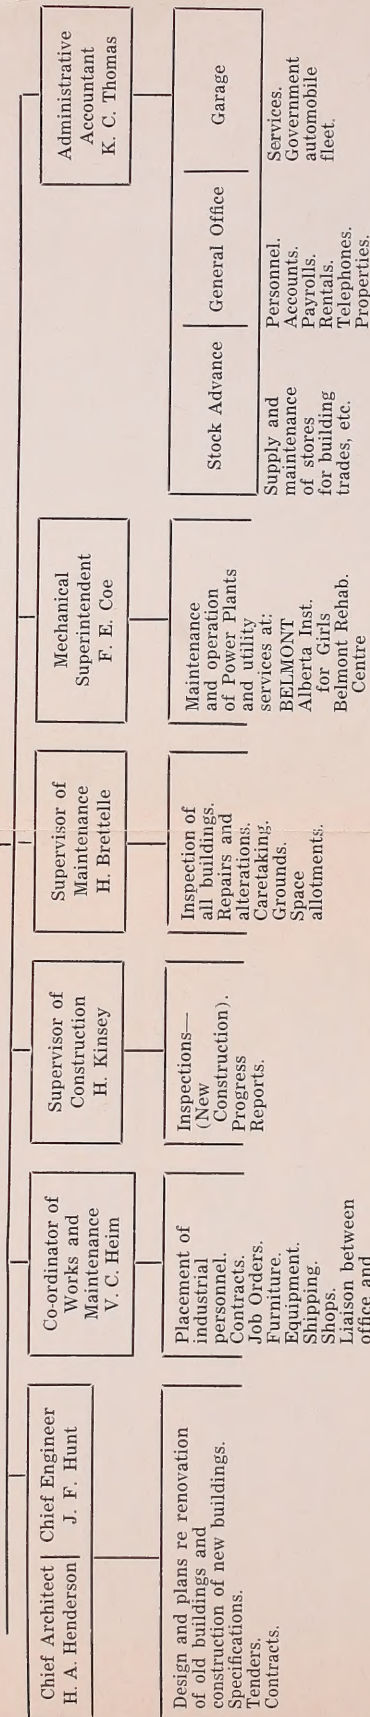 Chief Architect
H. A. Henderson
Chief Engineer
J. F. Hunt
Design and plans re renovation
of old buildings and
construction of new buildings.
Specifications.
Tenders.
Contracts.
Co-ordinator of
Works and
Maintenance
V. C. Heim
Placement of
industrial
personnel.
Contracts.
Job Orders.
Furniture.
Equipment.
Shipping.
Shops.
Liaison between
office and
Supervisor of
Construction
H. Kinsey
Inspections—
(New
Construction).
Progress
Reports.
Supervisor of
Maintenance
H. Brettelle
Inspection of
all buildings.
Repairs and
alterations.
Caretaking.
Grounds.
Space
allotments.
Mechanical
Superintendent
F. E. Coe
Maintenance
and operation
of Power Plants
and utility
services at:
BELMONT
Alberta Inst.
for Girls
Belmont Rehab.
Centre
Administrative
Accountant
K. C. Thomas
Stock Advance
Supply and
maintenance
of stores
for building
trades, etc.
General Office
Personnel.
Accounts.
Payrolls.
Rentals.
Telephones.
Properties.
Garage
Services.
Government
automobile
fleet.